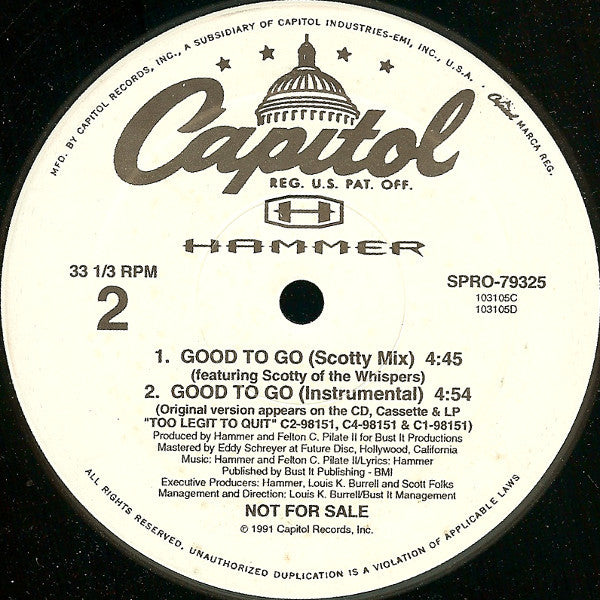 MFD. BY CAPITOL RECORDS, INC., A SUBSIDIARY OF CAPITOL INDUSTRIES-EMI, INC., U.S.A. . Capitol MARCA REG.
Capitol
REG. U.S. PAT. OFF.
H
HAMMER
33 1/3 RPM
2
SPRO-79325
103105C
103105D
1. GOOD TO GO (Scotty Mix) 4:45
(featuring Scotty of the Whispers)
2. GOOD TO GO (Instrumental) 4:54
(Original version appears on the CD, Cassette & LP
"TOO LEGIT TO QUIT" C2-98151, C4-98151 & C1-98151)
Produced by Hammer and Felton C. Pilate II for Bust It Productions
Mastered by Eddy Schreyer at Future Disc, Hollywood, California
Music: Hammer and Felton C. Pilate II/Lyrics: Hammer
Published by Bust It Publishing - BMI
Executive Producers: Hammer, Louis K. Burrell and Scott Folks
Management and Direction: Louis K. Burrell/Bust It Management
NOT FOR SALE
© 1991 Capitol Records, Inc.
ALL RIGHTS RESERVED. UNAUTHORIZED DUPLICATION IS A VIOLATION OF APPLICABLE LAWS